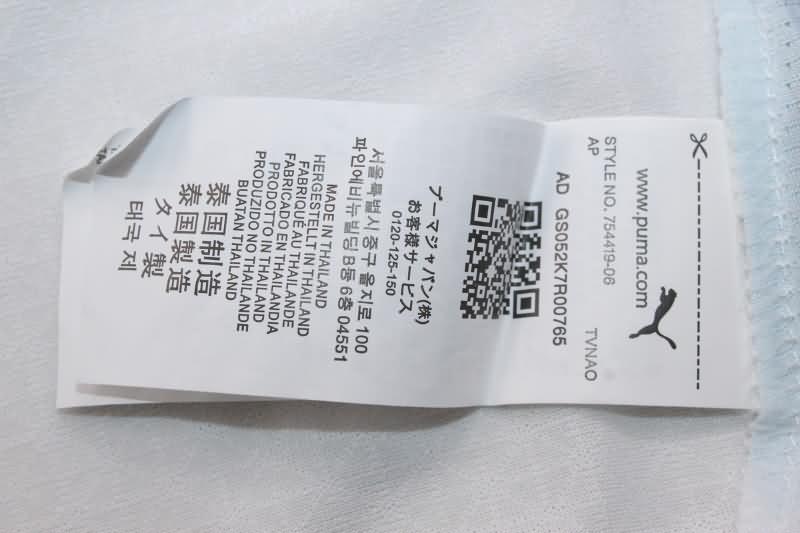 www.puma.com
STYLE NO. 754419-06 TVNAO
AP
AD GS052K7R00765
プーマジャパン(株)
お客様サービス
0120-125-150
서울특별시 중구 을지로 100
파인에비뉴빌딩 B동 6층 04551
MADE IN THAILAND
HERGESTELLT IN THAILAND
FABRIQUÉ AU THAÏLANDE
FABRICADO EN THAILANDIA
PRODOTTO IN THAILANDIA
PRODUZIDO NO THAILANDE
BUATAN THAILAND
泰国制造
泰國製造
タイ製
태국 제